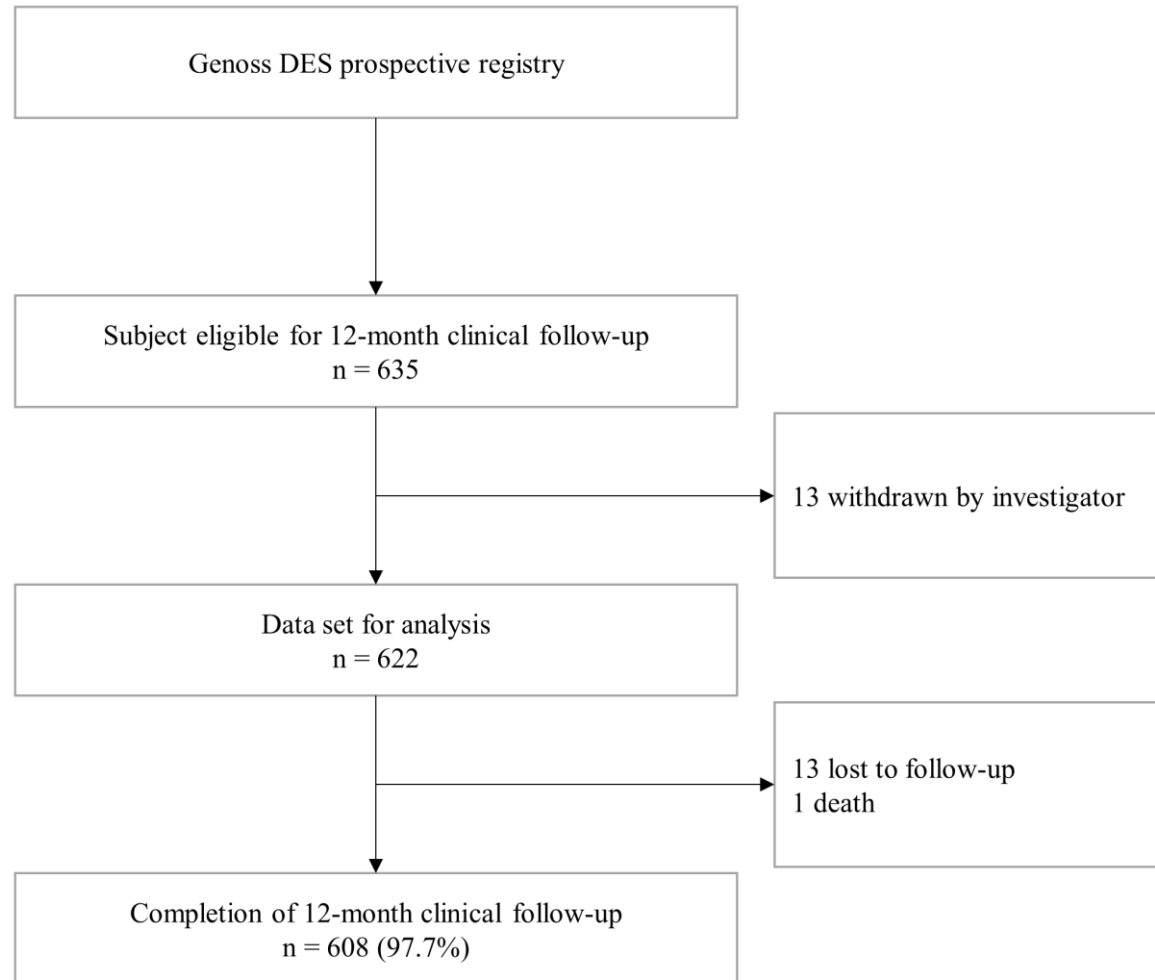 Genoss DES prospective registry
Subject eligible for 12-month clinical follow-up
n = 635
13 withdrawn by investigator
Data set for analysis
n = 622
13 lost to follow-up
1 death
Completion of 12-month clinical follow-up
n = 608 (97.7%)